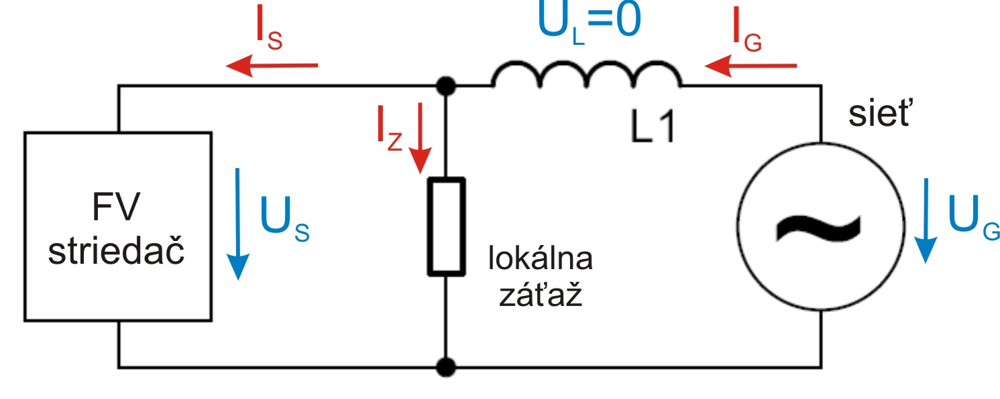 I_S
U_L=0
I_G
I_Z
L1
sieť
FV
striedač
U_S
lokálna
záťaž
~
U_G